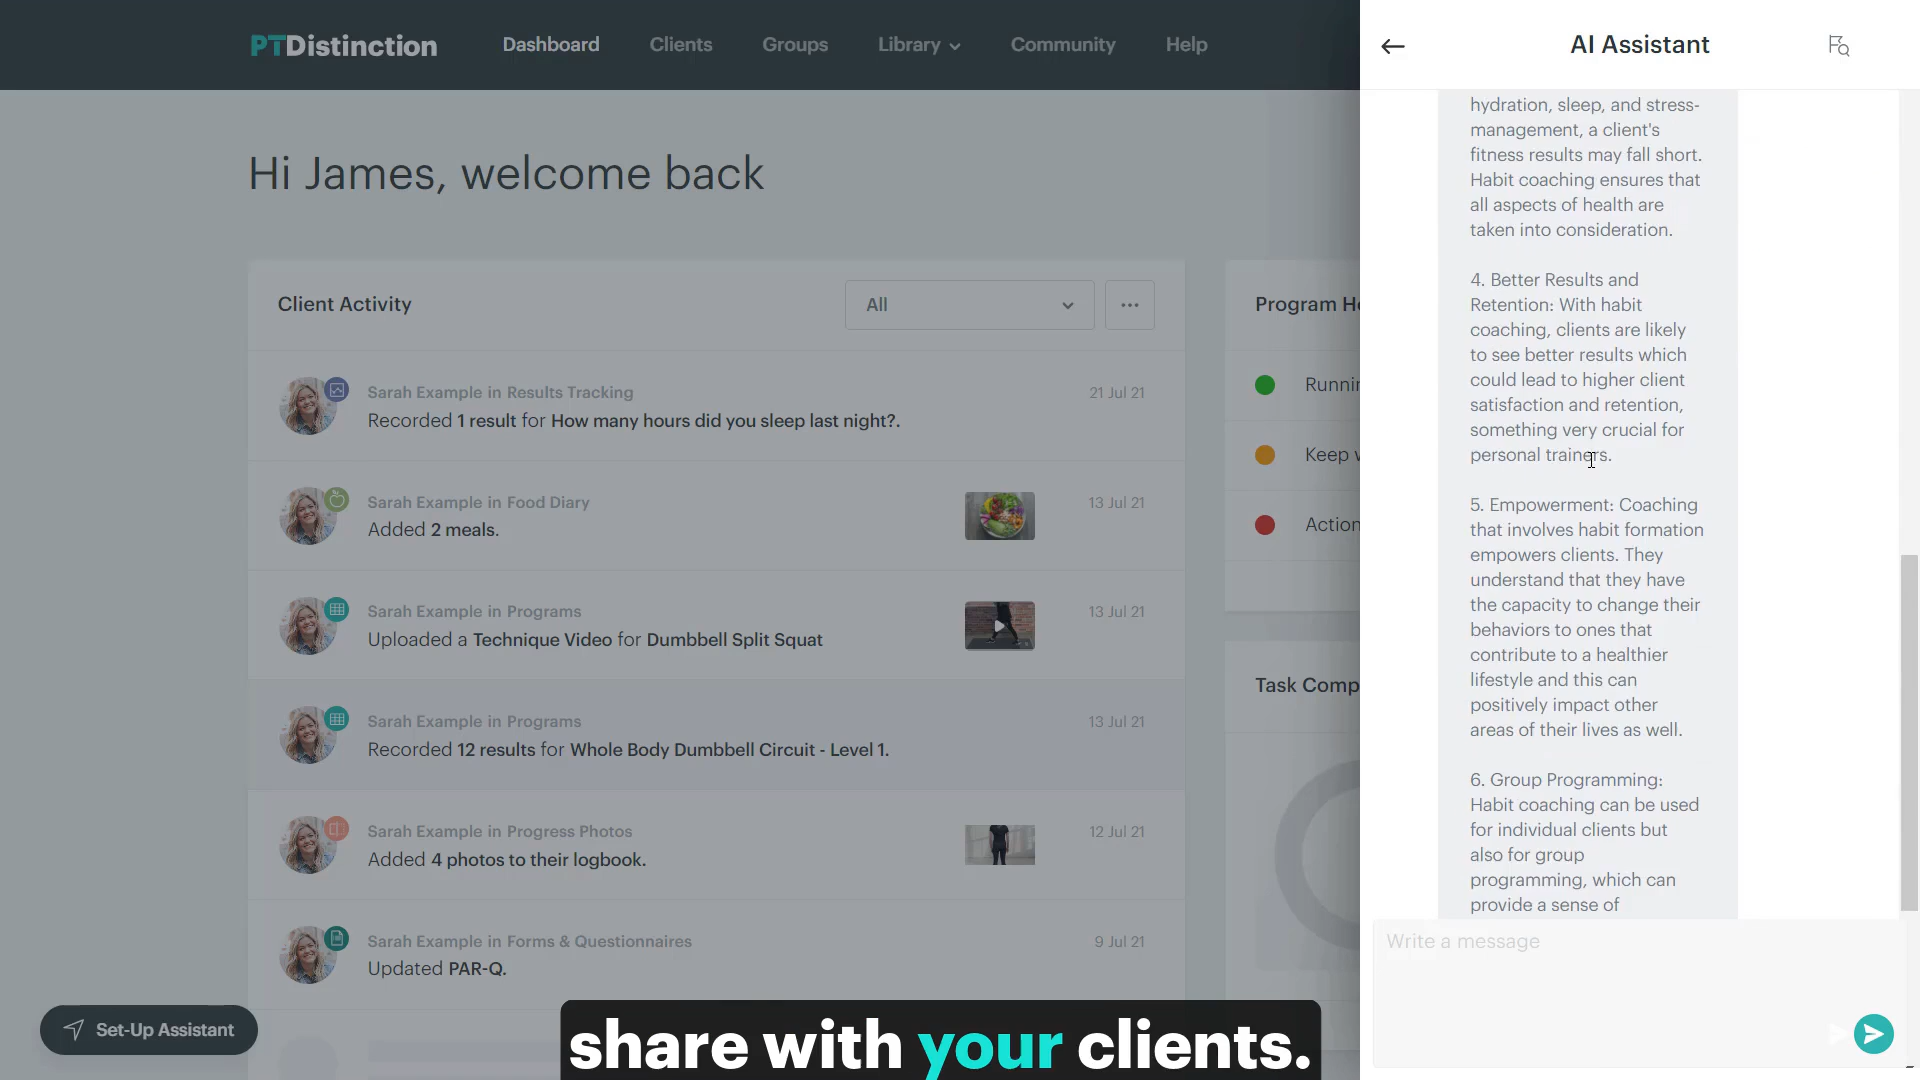 PTDistinction
Dashboard
Clients
Groups
Library
Community
Help
Hi James, welcome back
Client Activity
All
Sarah Example in Results Tracking
21 Jul 21
Recorded 1 result for How many hours did you sleep last night?.
Sarah Example in Food Diary
13 Jul 21
Added 2 meals.
Sarah Example in Programs
13 Jul 21
Uploaded a Technique Video for Dumbbell Split Squat
Sarah Example in Programs
13 Jul 21
Recorded 12 results for Whole Body Dumbbell Circuit - Level 1.
Sarah Example in Progress Photos
12 Jul 21
Added 4 photos to their logbook.
Sarah Example in Forms & Questionnaires
9 Jul 21
Updated PAR-Q.
Program H
Runni
Keep
Action
Task Comp
Set-Up Assistant
AI Assistant
hydration, sleep, and stress-
management, a client's
fitness results may fall short.
Habit coaching ensures that
all aspects of health are
taken into consideration.
4. Better Results and
Retention: With habit
coaching, clients are likely
to see better results which
could lead to higher client
satisfaction and retention,
something very crucial for
personal trainers.
5. Empowerment: Coaching
that involves habit formation
empowers clients. They
understand that they have
the capacity to change their
behaviors to ones that
contribute to a healthier
lifestyle and this can
positively impact other
areas of their lives as well.
6. Group Programming:
Habit coaching can be used
for individual clients but
also for group
programming, which can
provide a sense of
Write a message
share with your clients.